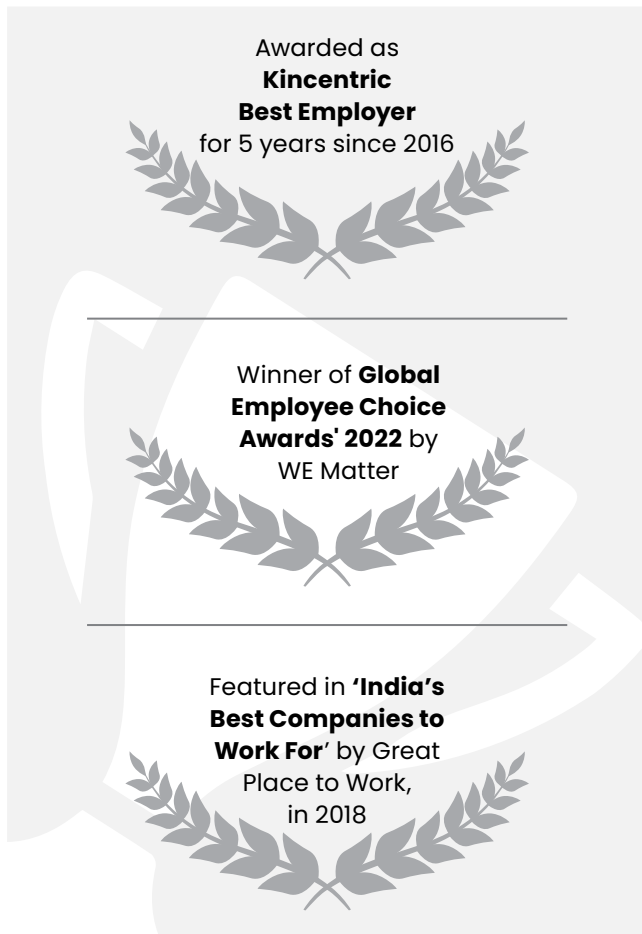 Awarded as
Kincentric
Best Employer
for 5 years since 2016
Winner of Global
Employee Choice
Awards' 2022 by
WE Matter
Featured in ‘India’s
Best Companies to
Work For’ by Great
Place to Work,
in 2018